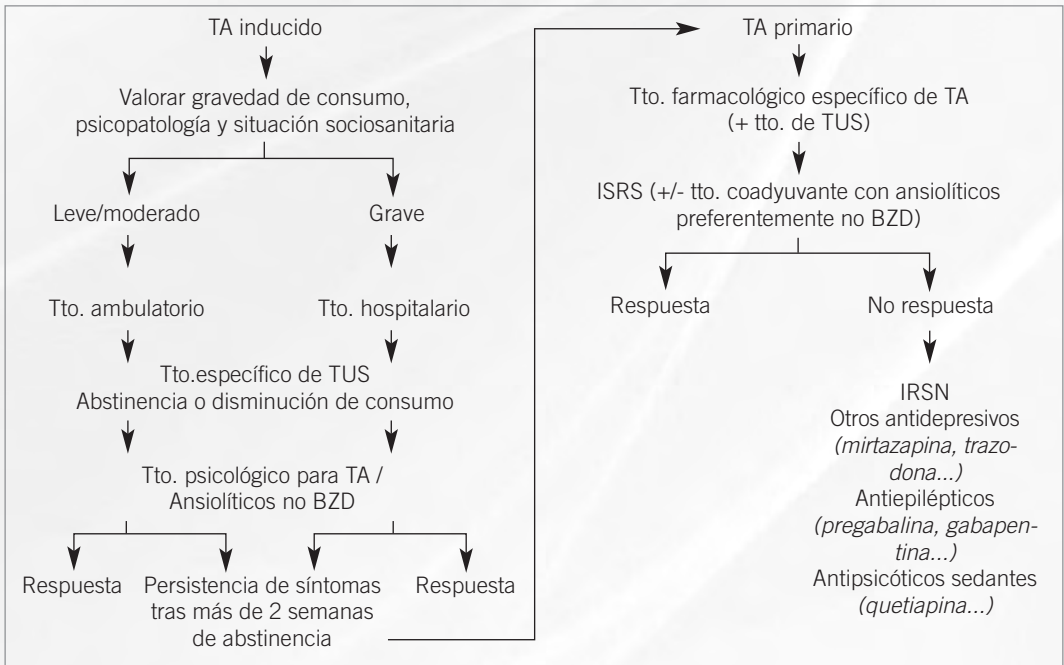 TA inducido
Valorar gravedad de consumo,
psicopatología y situación sociosanitaria
Leve/moderado
Grave
Tto. ambulatorio
Tto. hospitalario
Tto.específico de TUS
Abstinencia o disminución de consumo
Tto. psicológico para TA /
Ansiolíticos no BZD
Respuesta
Persistencia de síntomas
tras más de 2 semanas
de abstinencia
Respuesta
TA primario
Tto. farmacológico específico de TA
(+ tto. de TUS)
ISRS (+/- tto. coadyuvante con ansiolíticos
preferentemente no BZD)
Respuesta
No respuesta
IRSN
Otros antidepresivos
(mirtazapina, trazo-
dona...)
Antiepilépticos
(pregabalina, gabapen-
tina...)
Antipsicóticos sedantes
(quetiapina...)